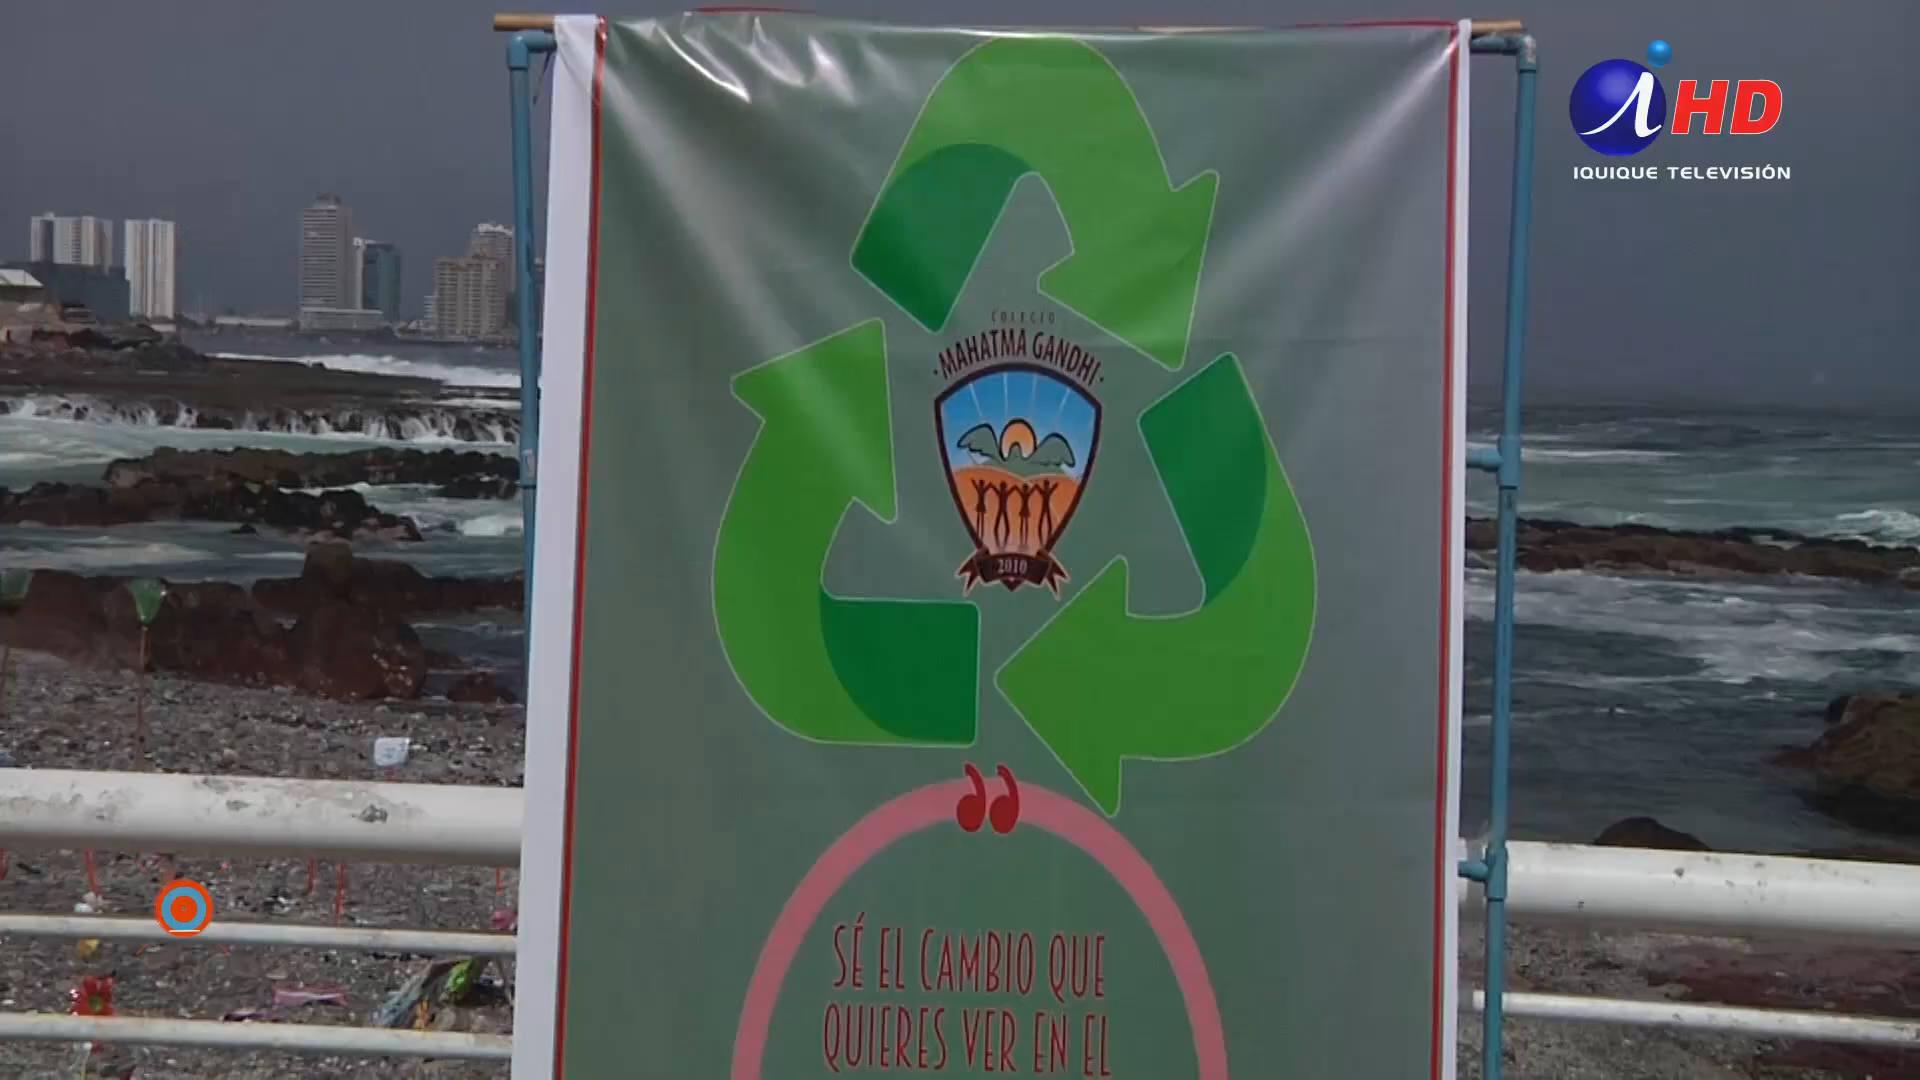 HD
IQUIQUE TELEVISIÓN
COLEGIO
·MAHATMA GANDHI·
2010
SÉ EL CAMBIO QUE
QUIERES VER EN EL